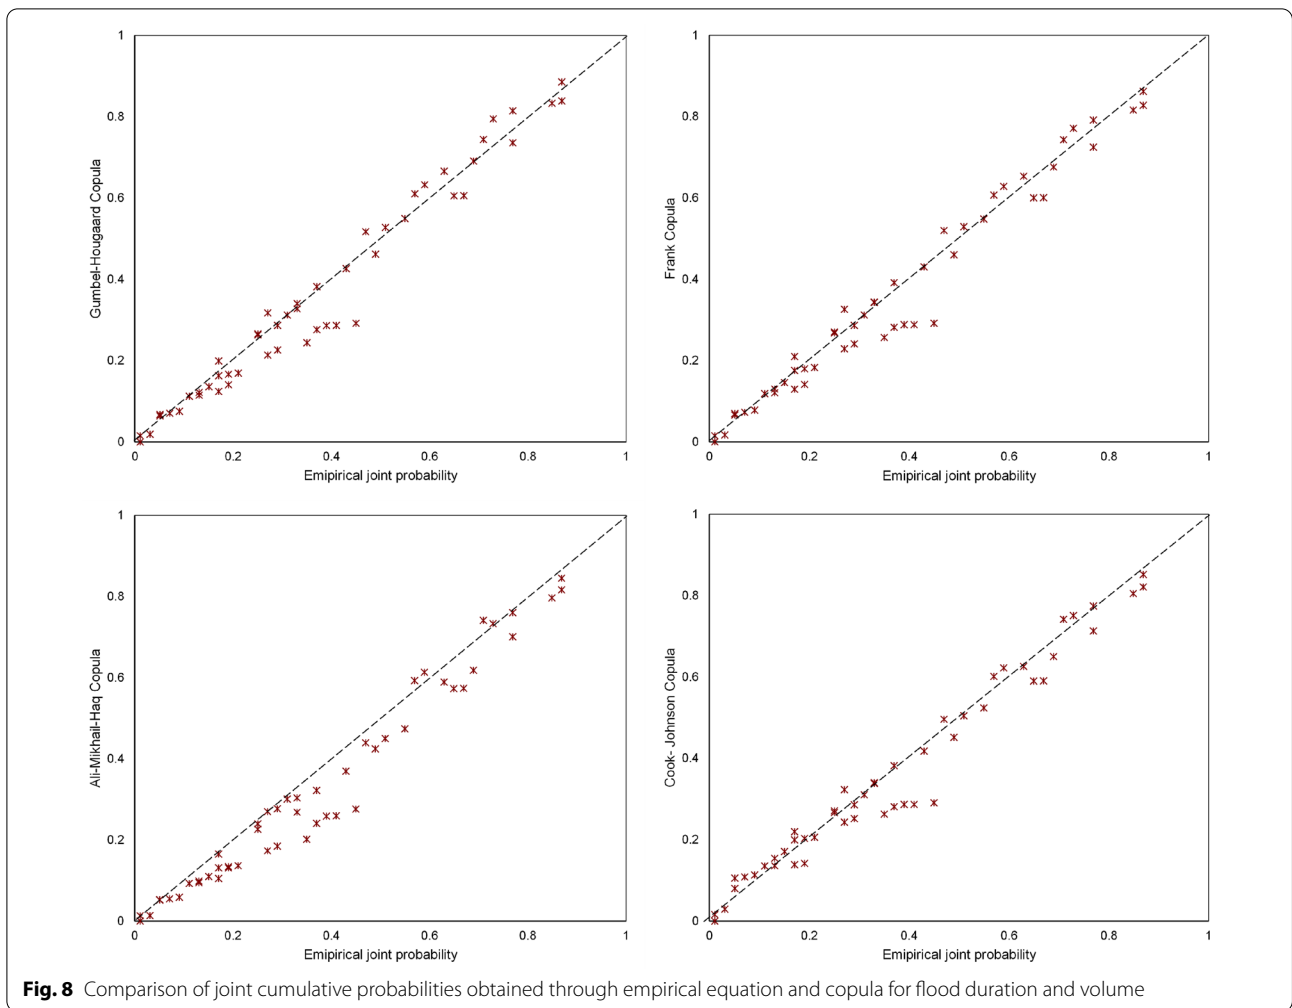 1
0.8
0.6
0.4
0.2
0
Gumbel-Hougaard Copula
0 0.2 0.4 0.6 0.8 1
Emipirical joint probability
1
0.8
0.6
0.4
0.2
0
Frank Copula
0 0.2 0.4 0.6 0.8 1
Emipirical joint probability
1
0.8
0.6
0.4
0.2
0
Ali-Mikhail-Haq Copula
0 0.2 0.4 0.6 0.8 1
Emipirical joint probability
1
0.8
0.6
0.4
0.2
0
Cook- Johnson Copula
0 0.2 0.4 0.6 0.8 1
Emipirical joint probability
Fig. 8 Comparison of joint cumulative probabilities obtained through empirical equation and copula for flood duration and volume